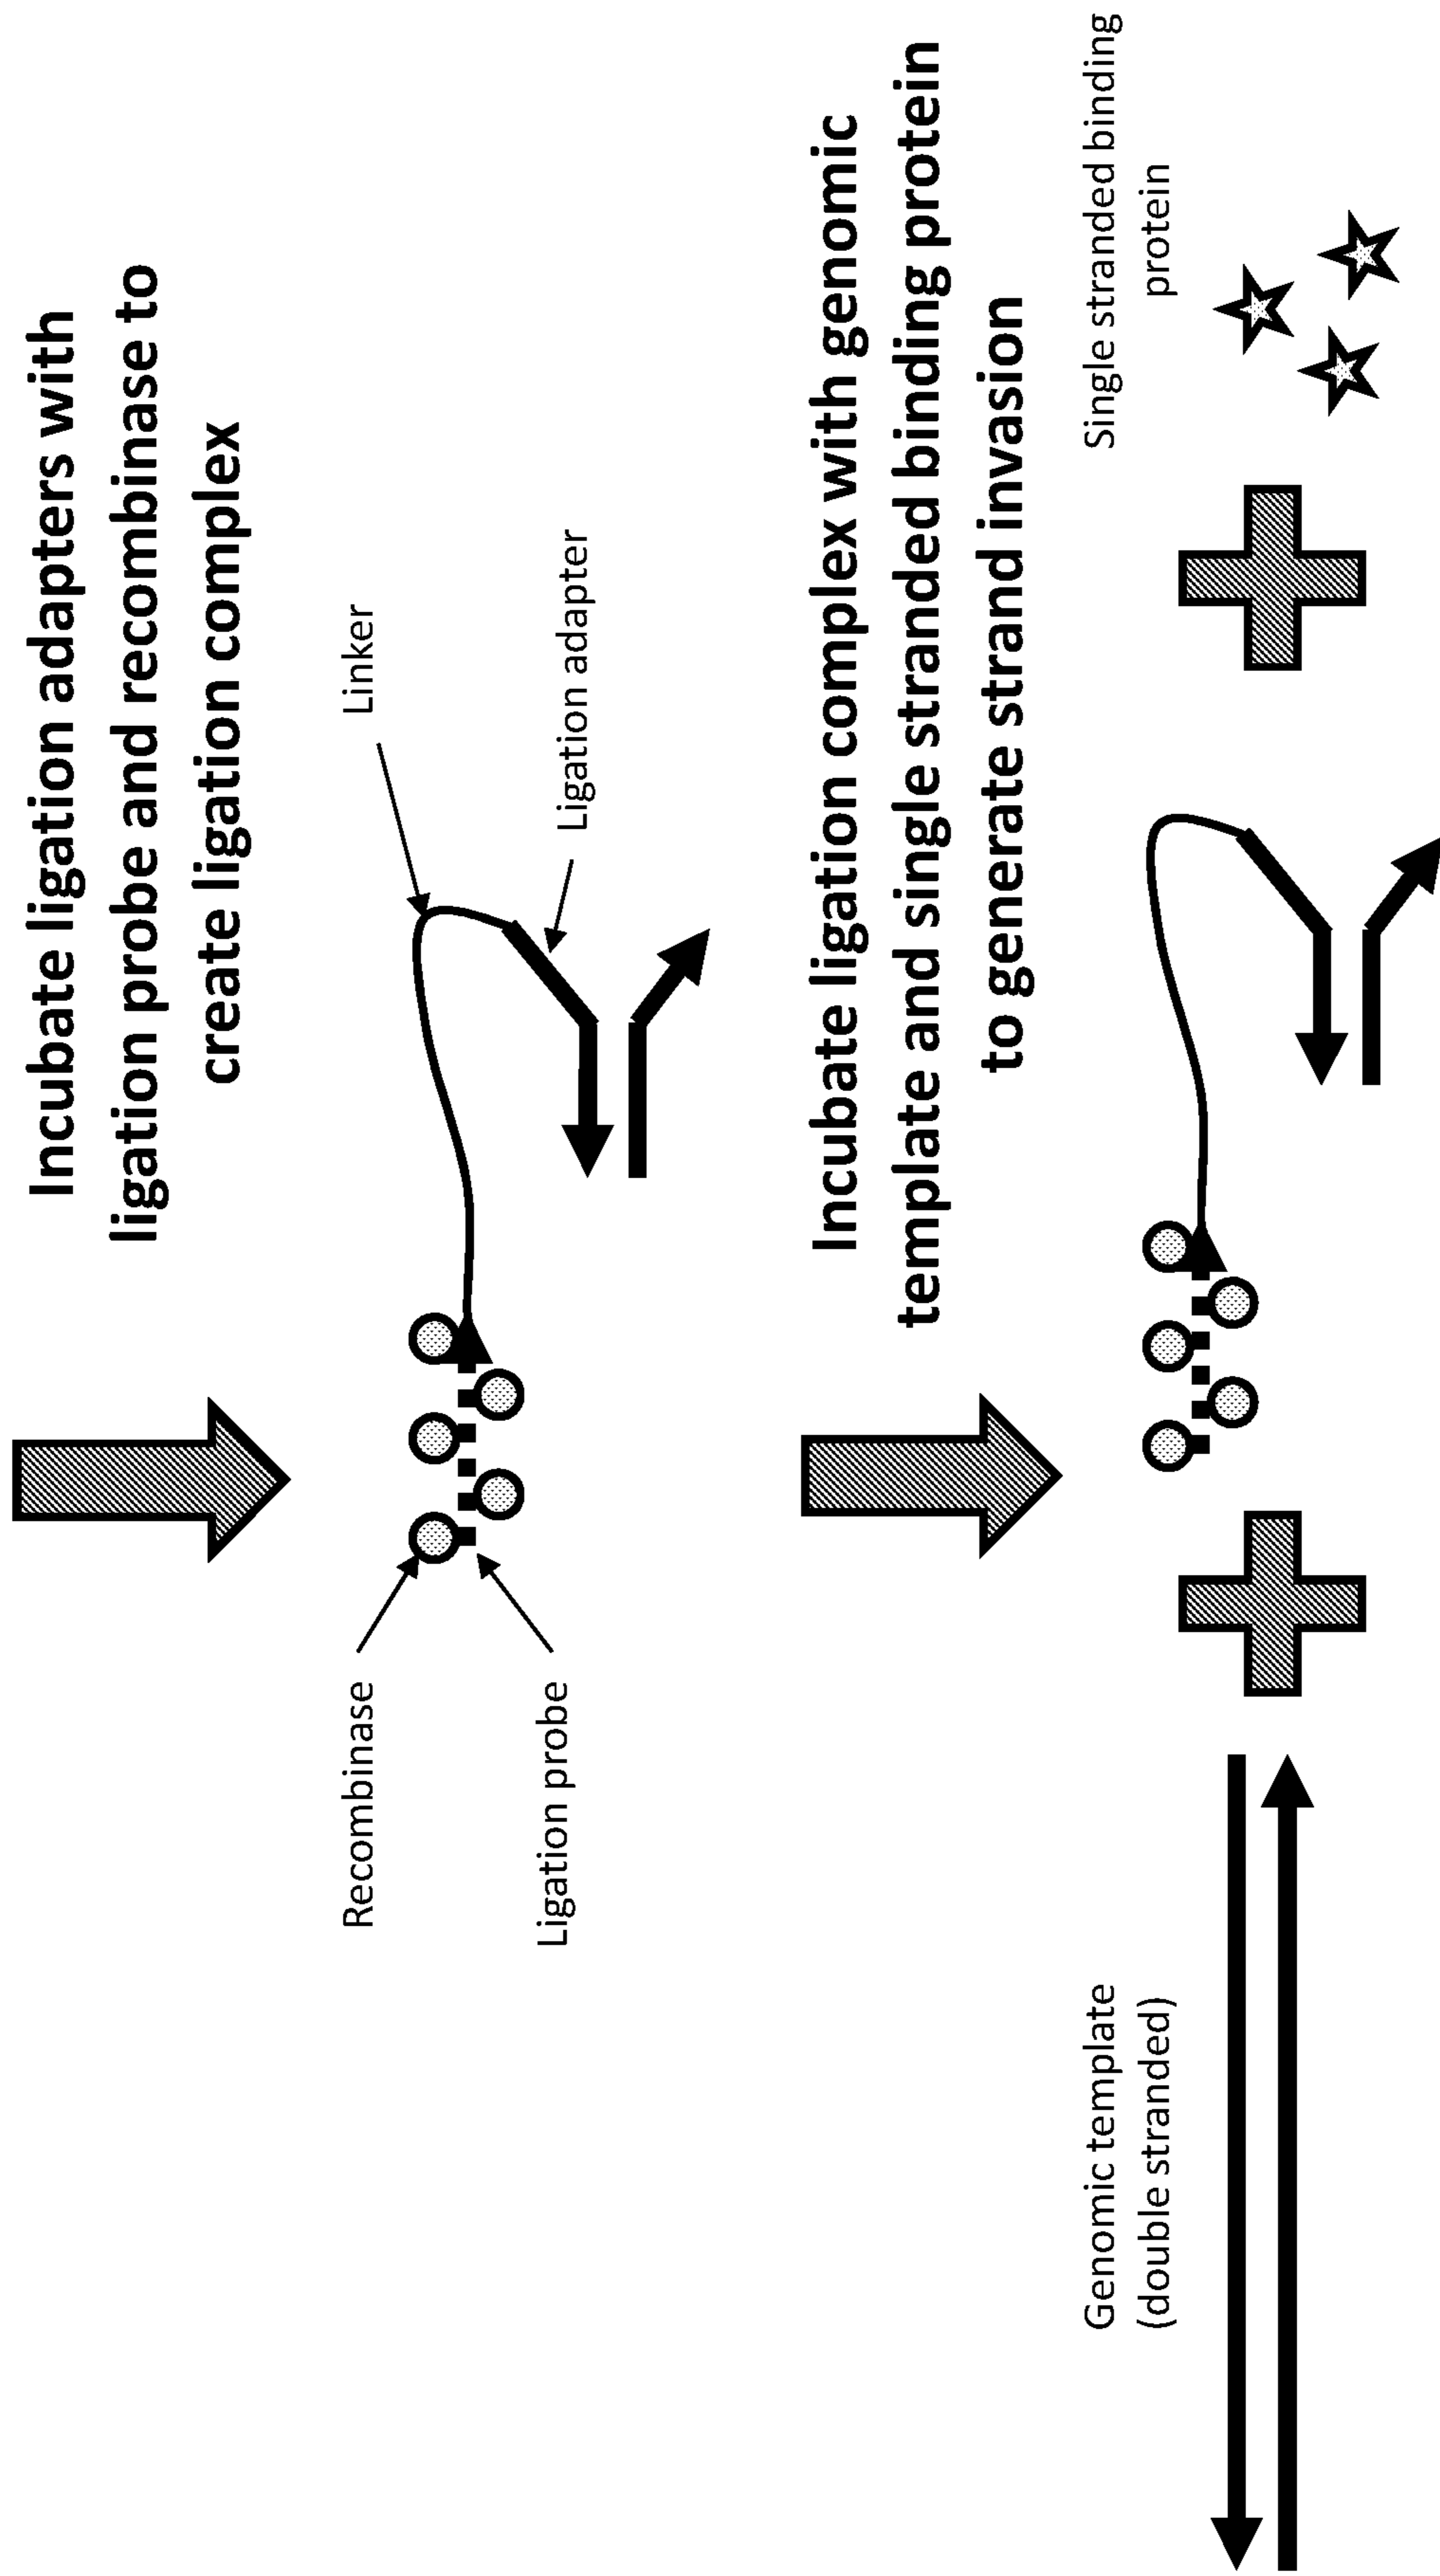 Incubate ligation adapters with
ligation probe and recombinase to
create ligation complex
Linker
Recombinase
Ligation adapter
Ligation probe
Incubate ligation complex with genomic
template and single stranded binding protein
to generate strand invasion
Genomic template
(double stranded)
Single stranded binding
protein